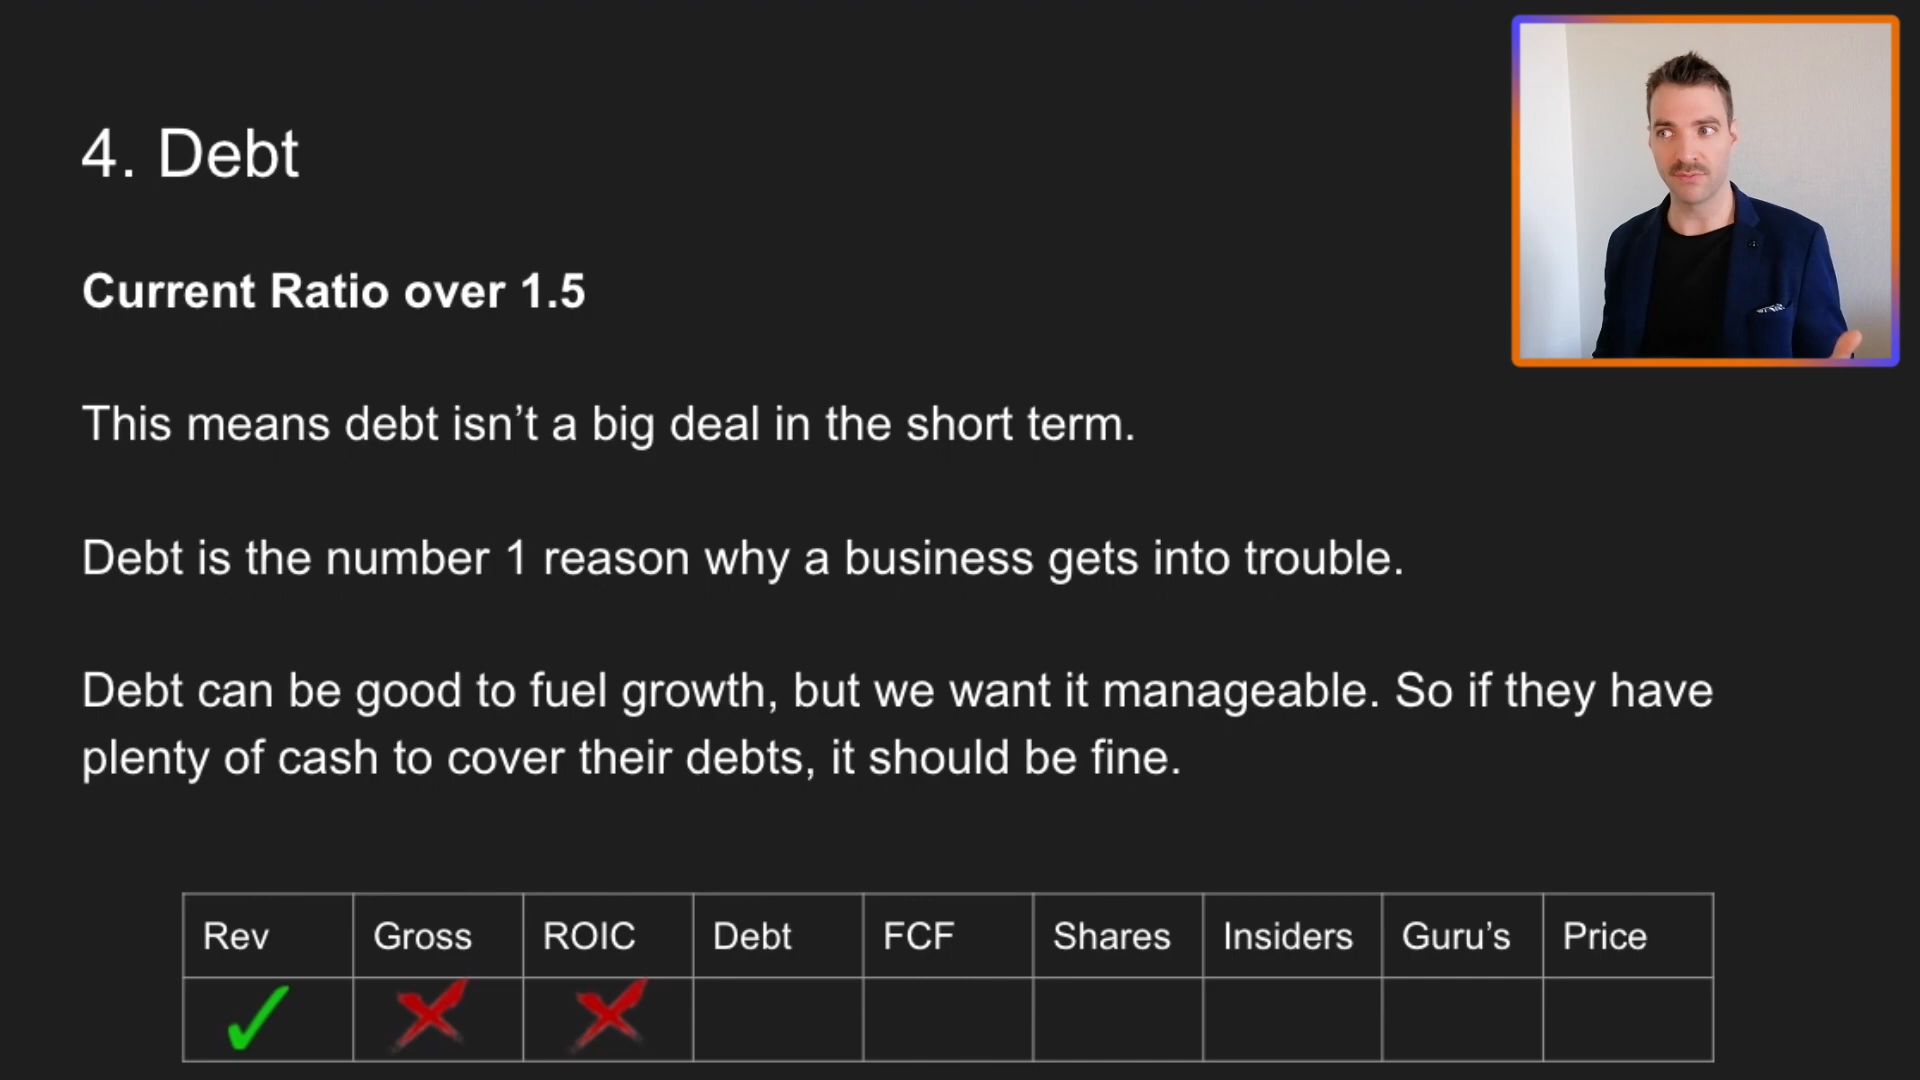 4. Debt
Current Ratio over 1.5
This means debt isn’t a big deal in the short term.
Debt is the number 1 reason why a business gets into trouble.
Debt can be good to fuel growth, but we want it manageable. So if they have
plenty of cash to cover their debts, it should be fine.
Rev Gross ROIC Debt FCF Shares Insiders Guru’s Price